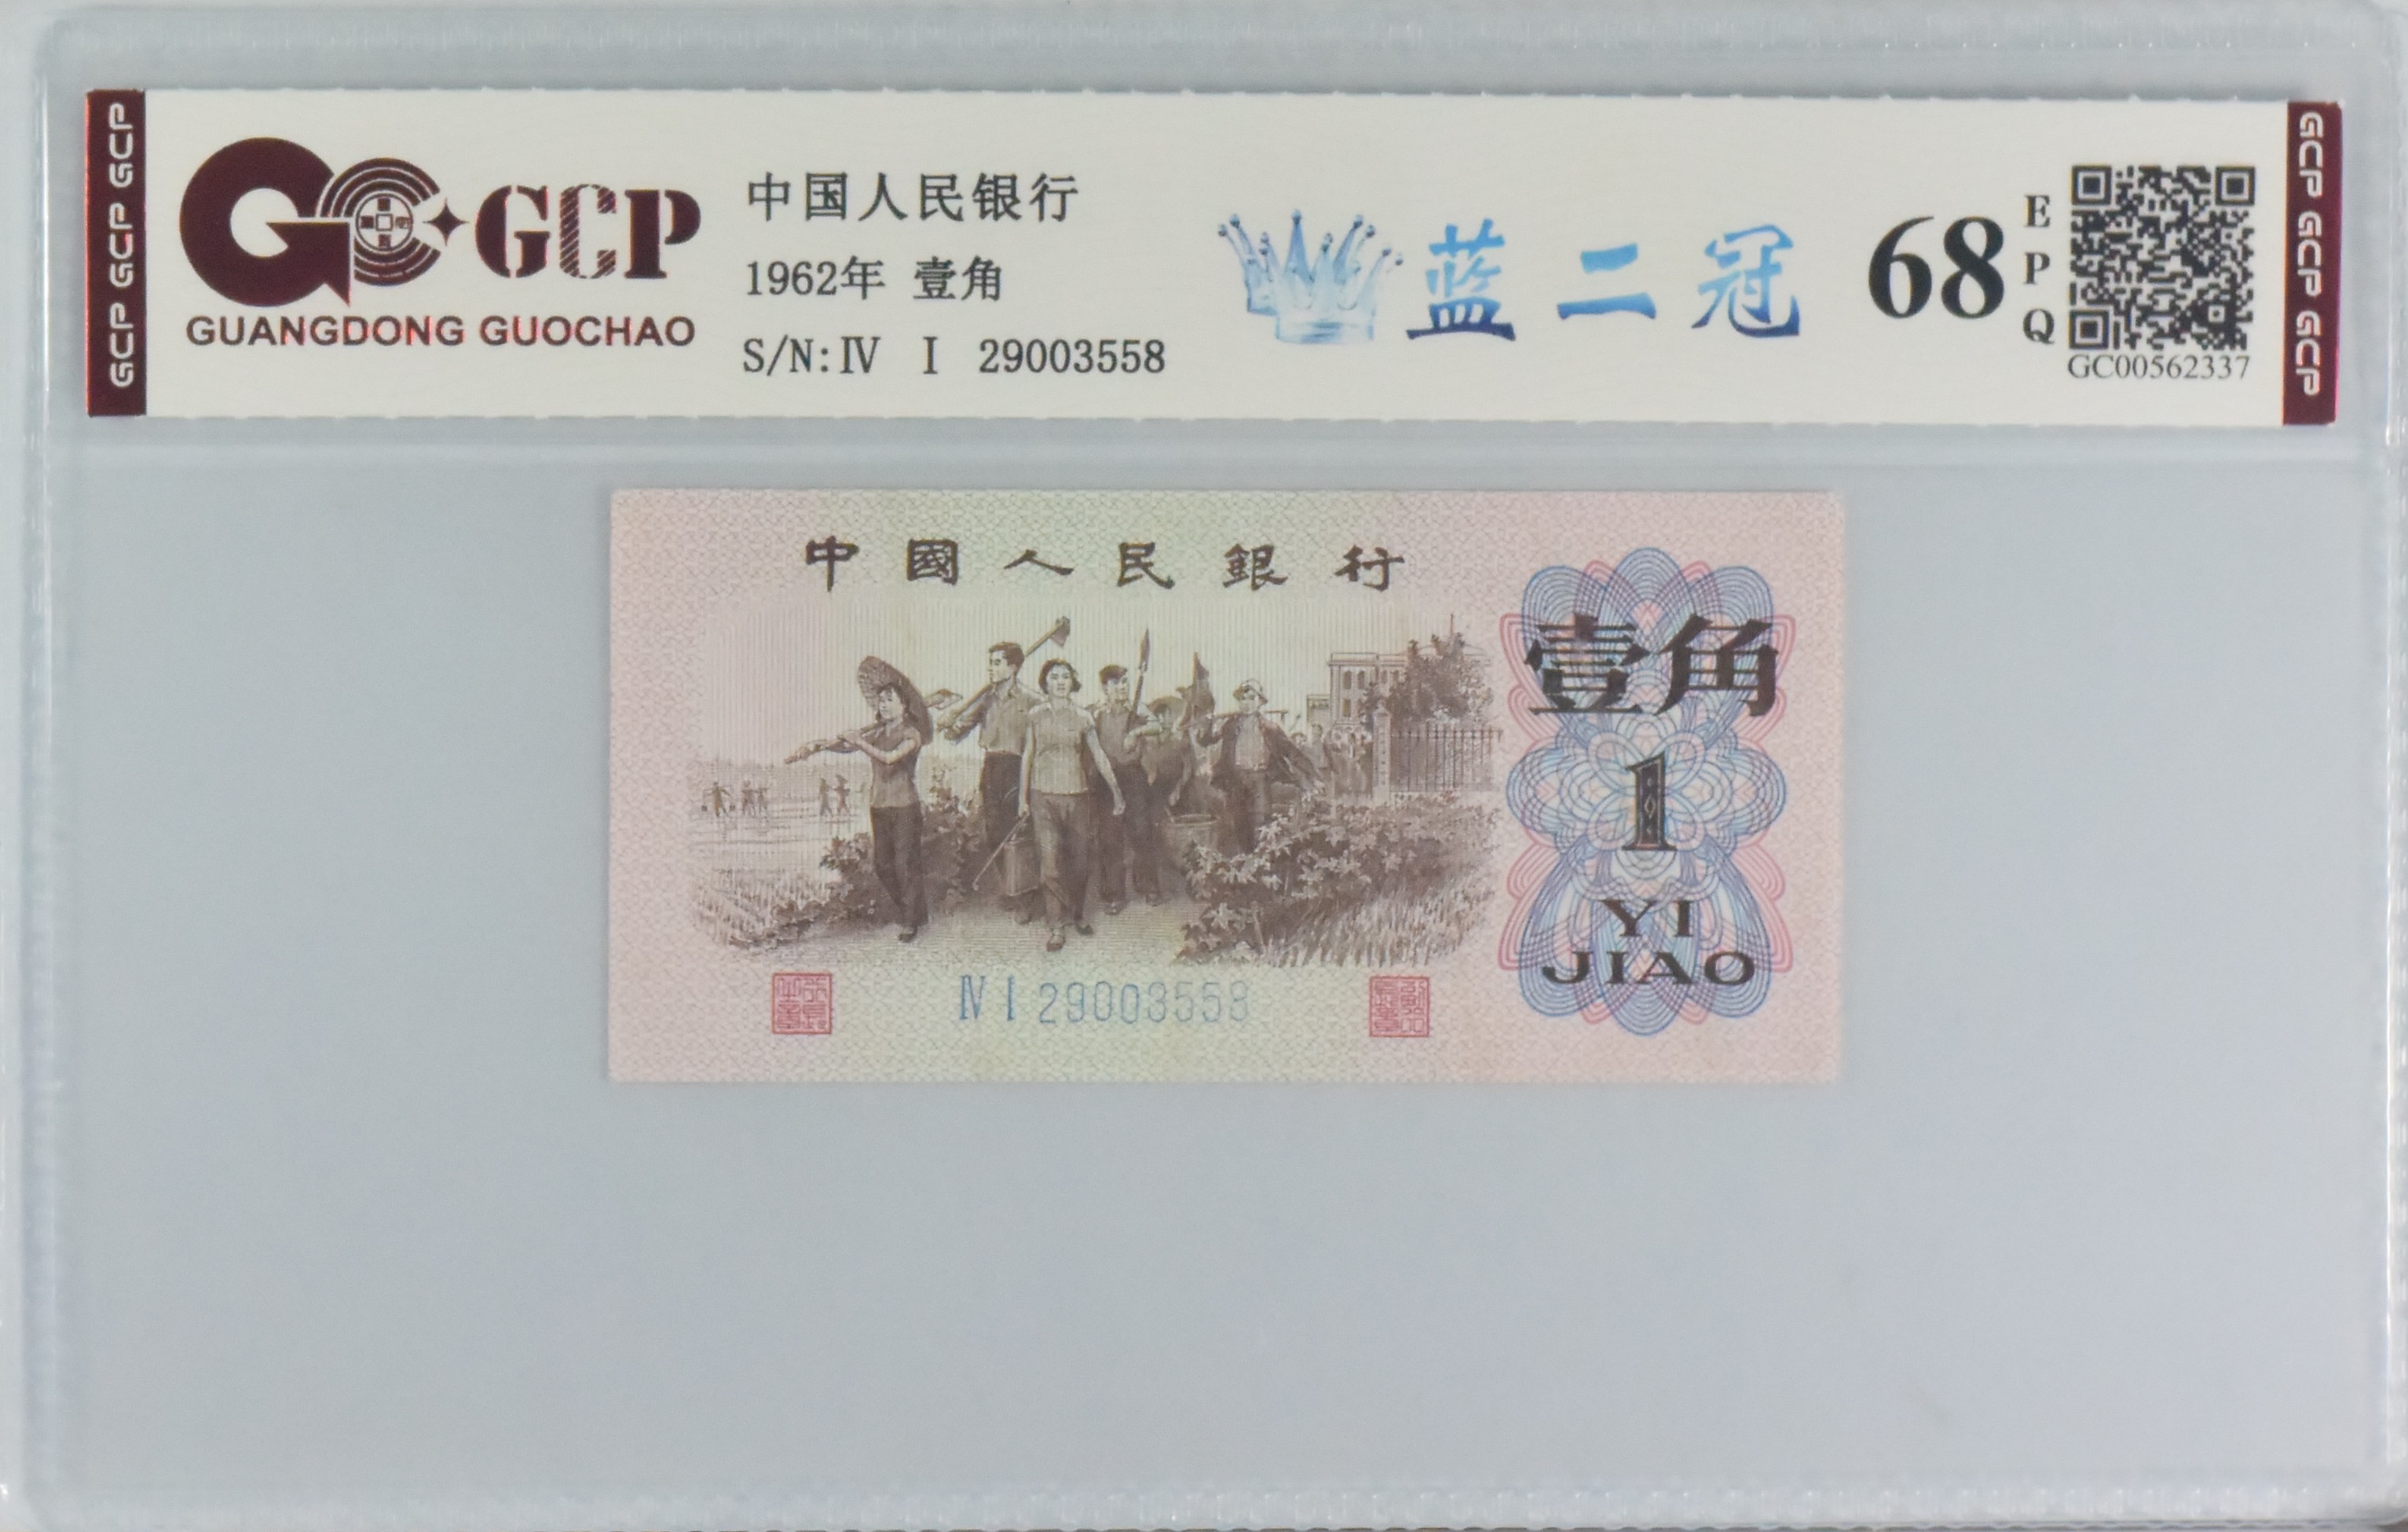 GCP GCP GCP
GCP
GUANGDONG GUOCHAO
中国人民银行
1962年 壹角
S/N: Ⅳ Ⅰ 29003558
蓝二冠
68
EPQ
GC00562337
GCP GCP GCP
中國人民銀行
壹角
1
YI
JIAO
Ⅳ Ⅰ 29003558